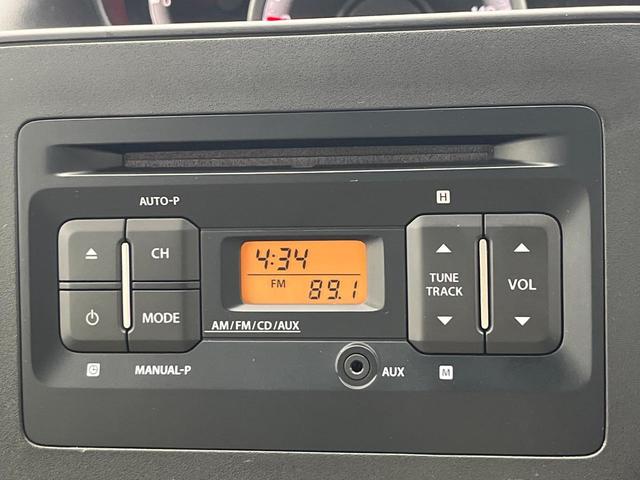 AUTO-P
H
CH
4:34
FM
89.1
TUNE
TRACK
VOL
MODE
AM/FM/CD/AUX
MANUAL-P
AUX
M